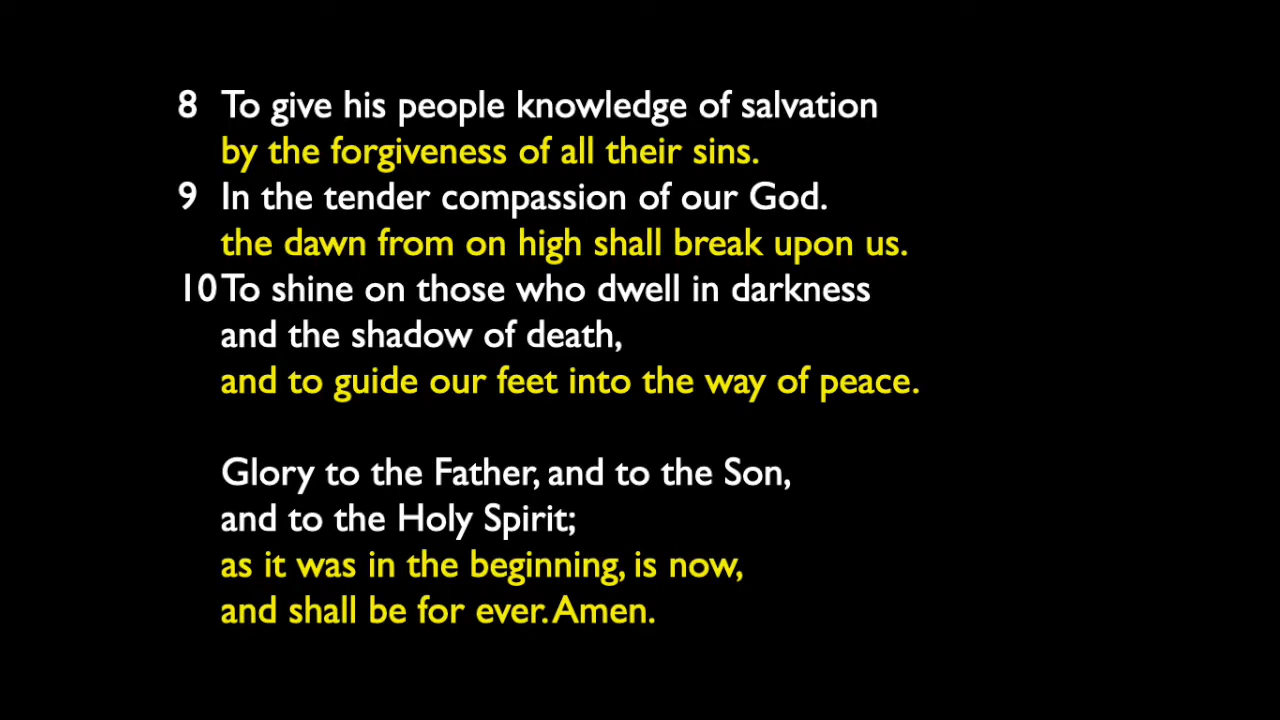 8 To give his people knowledge of salvation
by the forgiveness of all their sins.
9 In the tender compassion of our God.
the dawn from on high shall break upon us.
10 To shine on those who dwell in darkness
and the shadow of death,
and to guide our feet into the way of peace.
Glory to the Father, and to the Son,
and to the Holy Spirit;
as it was in the beginning, is now,
and shall be for ever. Amen.